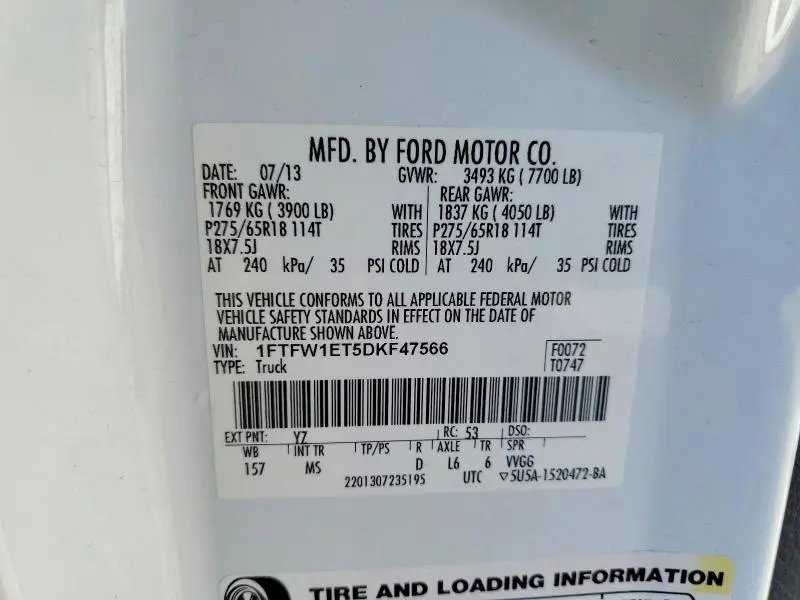 MFD. BY FORD MOTOR CO.
DATE: 07/13 GVWR: 3493 KG ( 7700 LB)
FRONT GAWR: REAR GAWR:
1769 KG ( 3900 LB) WITH 1837 KG ( 4050 LB) WITH
P275/65R18 114T TIRES P275/65R18 114T TIRES
18X7.5J RIMS 18X7.5J RIMS
AT 240 kPa/ 35 PSI COLD AT 240 kPa/ 35 PSI COLD
THIS VEHICLE CONFORMS TO ALL APPLICABLE FEDERAL MOTOR
VEHICLE SAFETY STANDARDS IN EFFECT ON THE DATE OF
MANUFACTURE SHOWN ABOVE.
VIN: 1FTFW1ET5DKF47566 F0072
TYPE: Truck T0747
EXT PNT: YZ RC: 53 DSO:
WB INT TR TP/PS R AXLE TR SPR
157 MS D L6 6 VVGG
2201307235195 UTC ▽5U5A-1520472-BA
TIRE AND LOADING INFORMATION